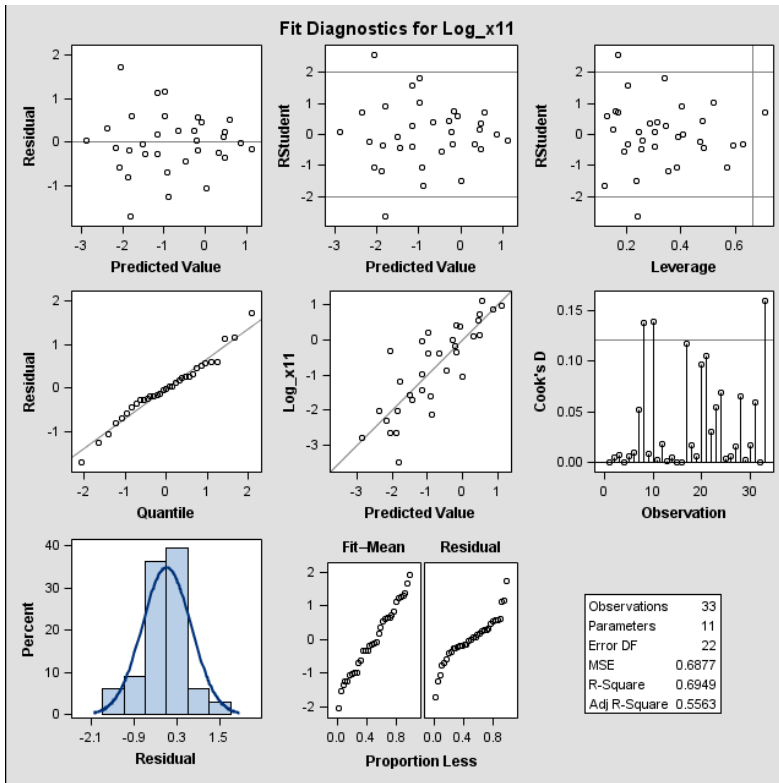 Fit Diagnostics for Log_x11
2
1
0
-1
Residual
-3 -2 -1 0 1
Predicted Value
2
1
0
-1
-2
RStudent
-3 -2 -1 0 1
Predicted Value
2
1
0
-1
-2
RStudent
0.2 0.4 0.6
Leverage
2
1
0
-1
Residual
-2 -1 0 1 2
Quantile
1
0
-1
-2
-3
Log_x11
-3 -2 -1 0 1
Predicted Value
0.15
0.10
0.05
0.00
Cook's D
0 10 20 30
Observation
40
30
20
10
0
Percent
-2.1 -0.9 0.3 1.5
Residual
Fit–Mean Residual
2
1
0
-1
-2
0.0 0.4 0.8 0.0 0.4 0.8
Proportion Less
Observations 33
Parameters 11
Error DF 22
MSE 0.6877
R-Square 0.6949
Adj R-Square 0.5563